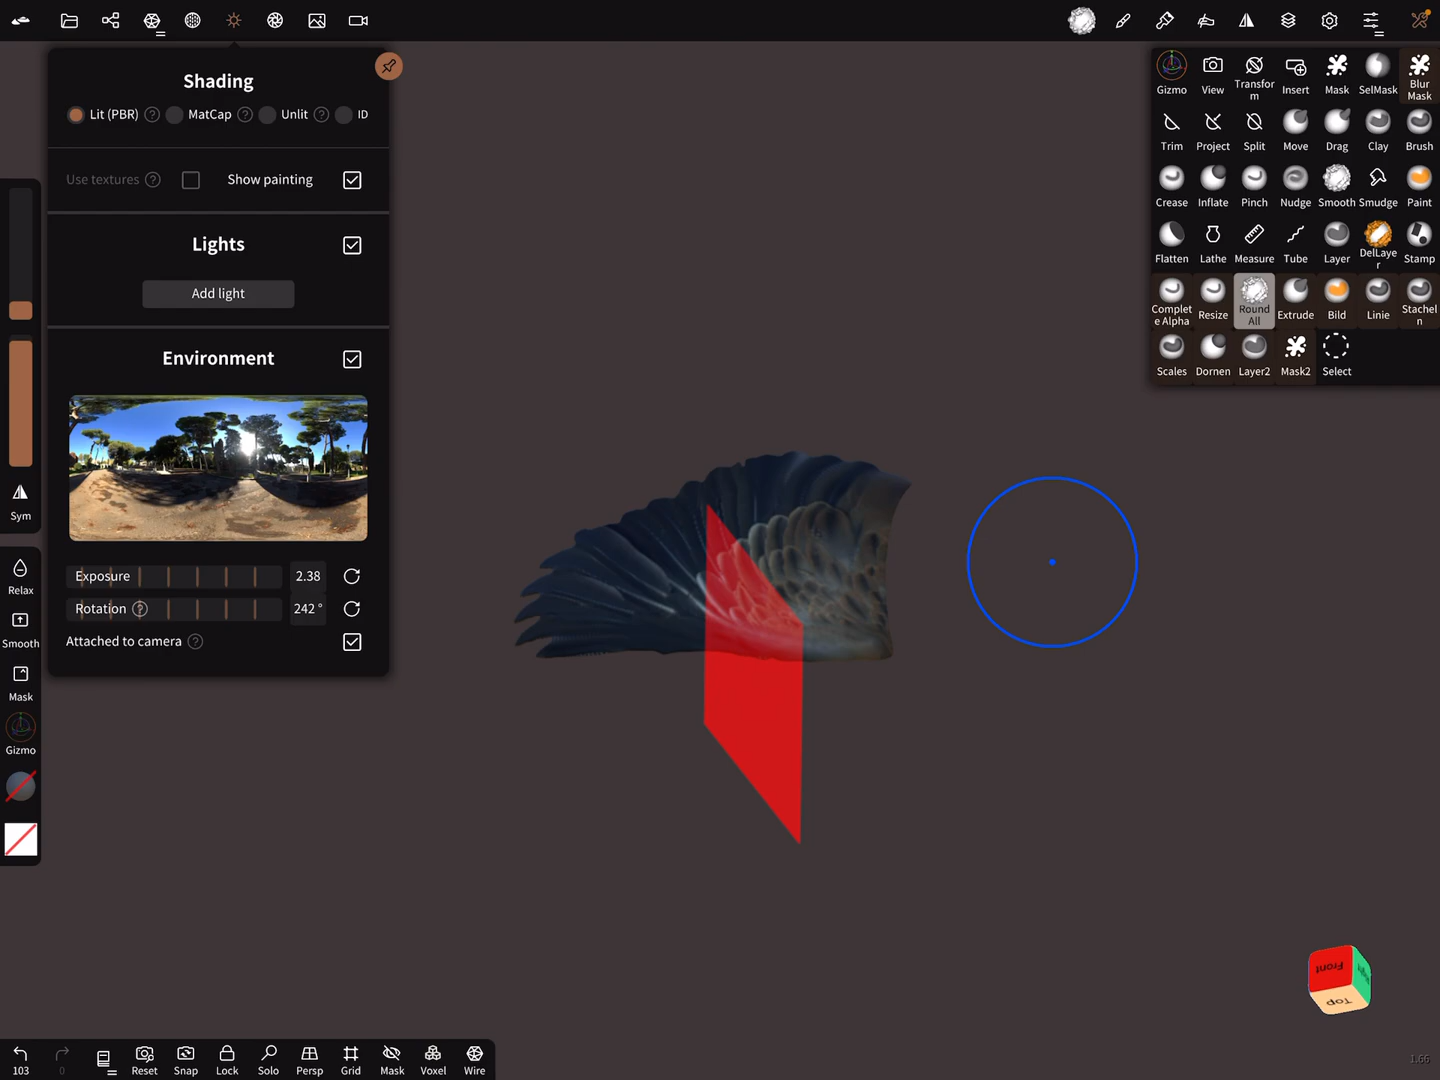 Shading
Lit (PBR) ? MatCap ? Unlit ? ID
Use textures ? Show painting
Lights
Add light
Environment
Exposure 2.38
Rotation ? 242 °
Attached to camera ?
Sym
Relax
Smooth
Mask
Gizmo
Gizmo View Transfor
m Insert Mask SelMask Blur
Mask
Trim Project Split Move Drag Clay Brush
Crease Inflate Pinch Nudge Smooth Smudge Paint
Flatten Lathe Measure Tube Layer DelLaye
r Stamp
Complet
e Alpha Resize Round
All Extrude Bild Linie Stachel
n
Scales Dornen Layer2 Mask2 Select
Front
Right
Top
103 0 Reset Snap Lock Solo Persp Grid Mask Voxel Wire
1.66